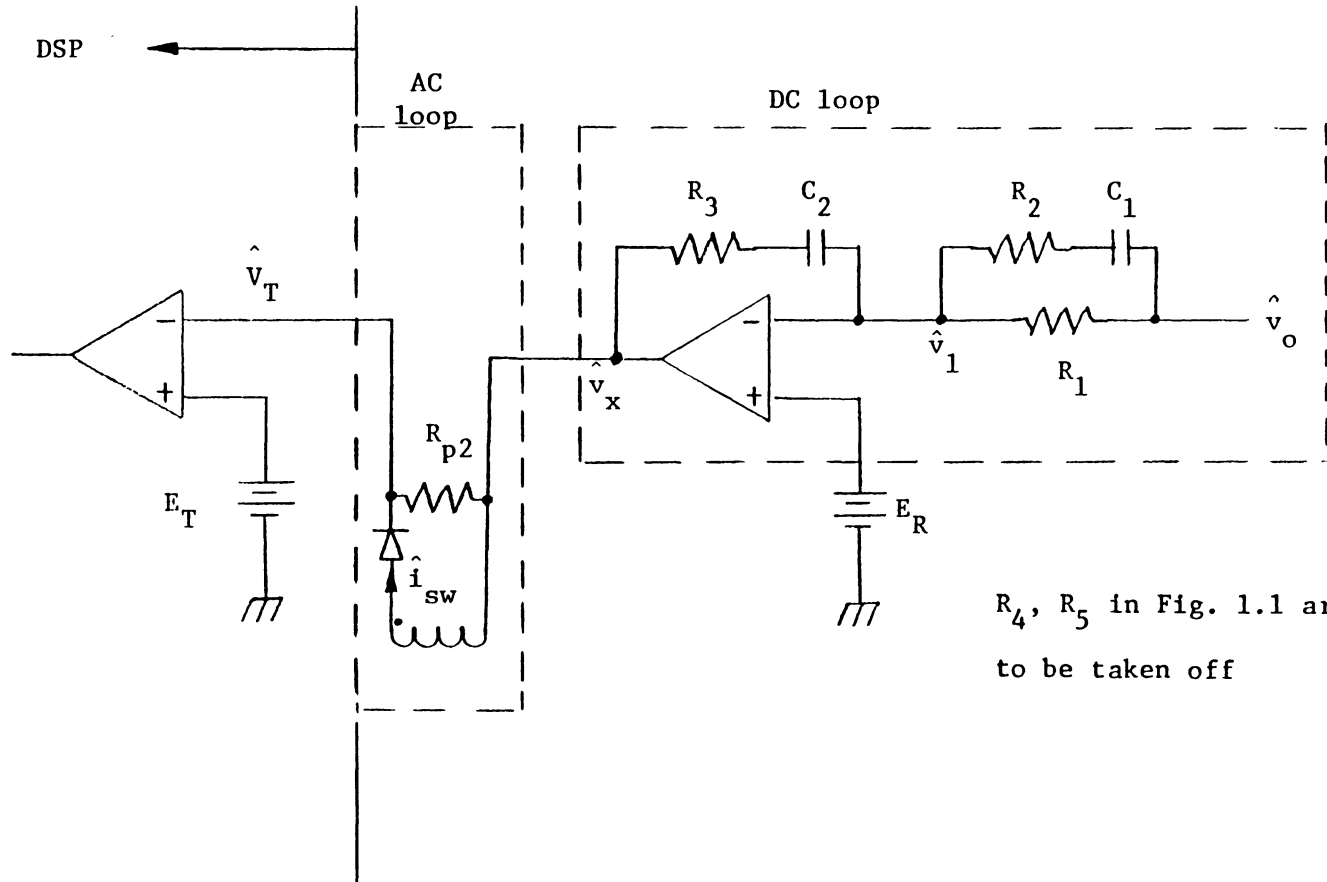 DSP
AC
loop
DC loop
R3 C2 R2 C1
V̂T
− −
v̂1 R1 v̂o
+ v̂x +
Rp2
ET ER
îsw
R4, R5 in Fig. 1.1 ar
to be taken off